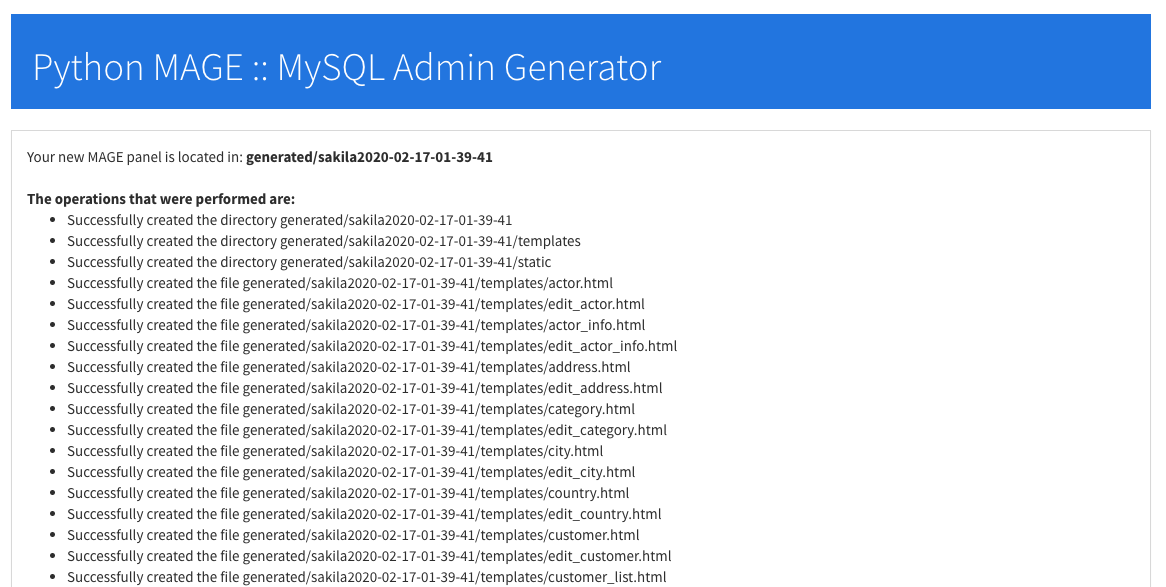 Python MAGE :: MySQL Admin Generator
Your new MAGE panel is located in: generated/sakila2020-02-17-01-39-41
The operations that were performed are:
Successfully created the directory generated/sakila2020-02-17-01-39-41
Successfully created the directory generated/sakila2020-02-17-01-39-41/templates
Successfully created the directory generated/sakila2020-02-17-01-39-41/static
Successfully created the file generated/sakila2020-02-17-01-39-41/templates/actor.html
Successfully created the file generated/sakila2020-02-17-01-39-41/templates/edit_actor.html
Successfully created the file generated/sakila2020-02-17-01-39-41/templates/actor_info.html
Successfully created the file generated/sakila2020-02-17-01-39-41/templates/edit_actor_info.html
Successfully created the file generated/sakila2020-02-17-01-39-41/templates/address.html
Successfully created the file generated/sakila2020-02-17-01-39-41/templates/edit_address.html
Successfully created the file generated/sakila2020-02-17-01-39-41/templates/category.html
Successfully created the file generated/sakila2020-02-17-01-39-41/templates/edit_category.html
Successfully created the file generated/sakila2020-02-17-01-39-41/templates/city.html
Successfully created the file generated/sakila2020-02-17-01-39-41/templates/edit_city.html
Successfully created the file generated/sakila2020-02-17-01-39-41/templates/country.html
Successfully created the file generated/sakila2020-02-17-01-39-41/templates/edit_country.html
Successfully created the file generated/sakila2020-02-17-01-39-41/templates/customer.html
Successfully created the file generated/sakila2020-02-17-01-39-41/templates/edit_customer.html
Successfully created the file generated/sakila2020-02-17-01-39-41/templates/customer_list.html